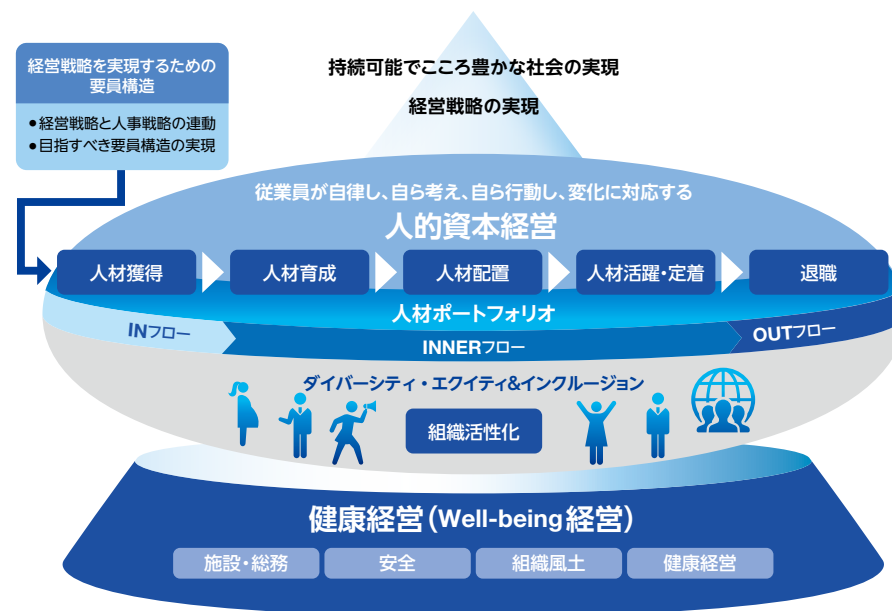 経営戦略を実現するための
要員構造
●経営戦略と人事戦略の連動
●目指すべき要員構造の実現
持続可能でこころ豊かな社会の実現
経営戦略の実現
従業員が自律し、自ら考え、自ら行動し、変化に対応する
人的資本経営
人材獲得
人材育成
人材配置
人材活躍・定着
退職
人材ポートフォリオ
INフロー
INNERフロー
OUTフロー
ダイバーシティ・エクイティ&インクルージョン
組織活性化
健康経営(Well-being経営)
施設・総務
安全
組織風土
健康経営